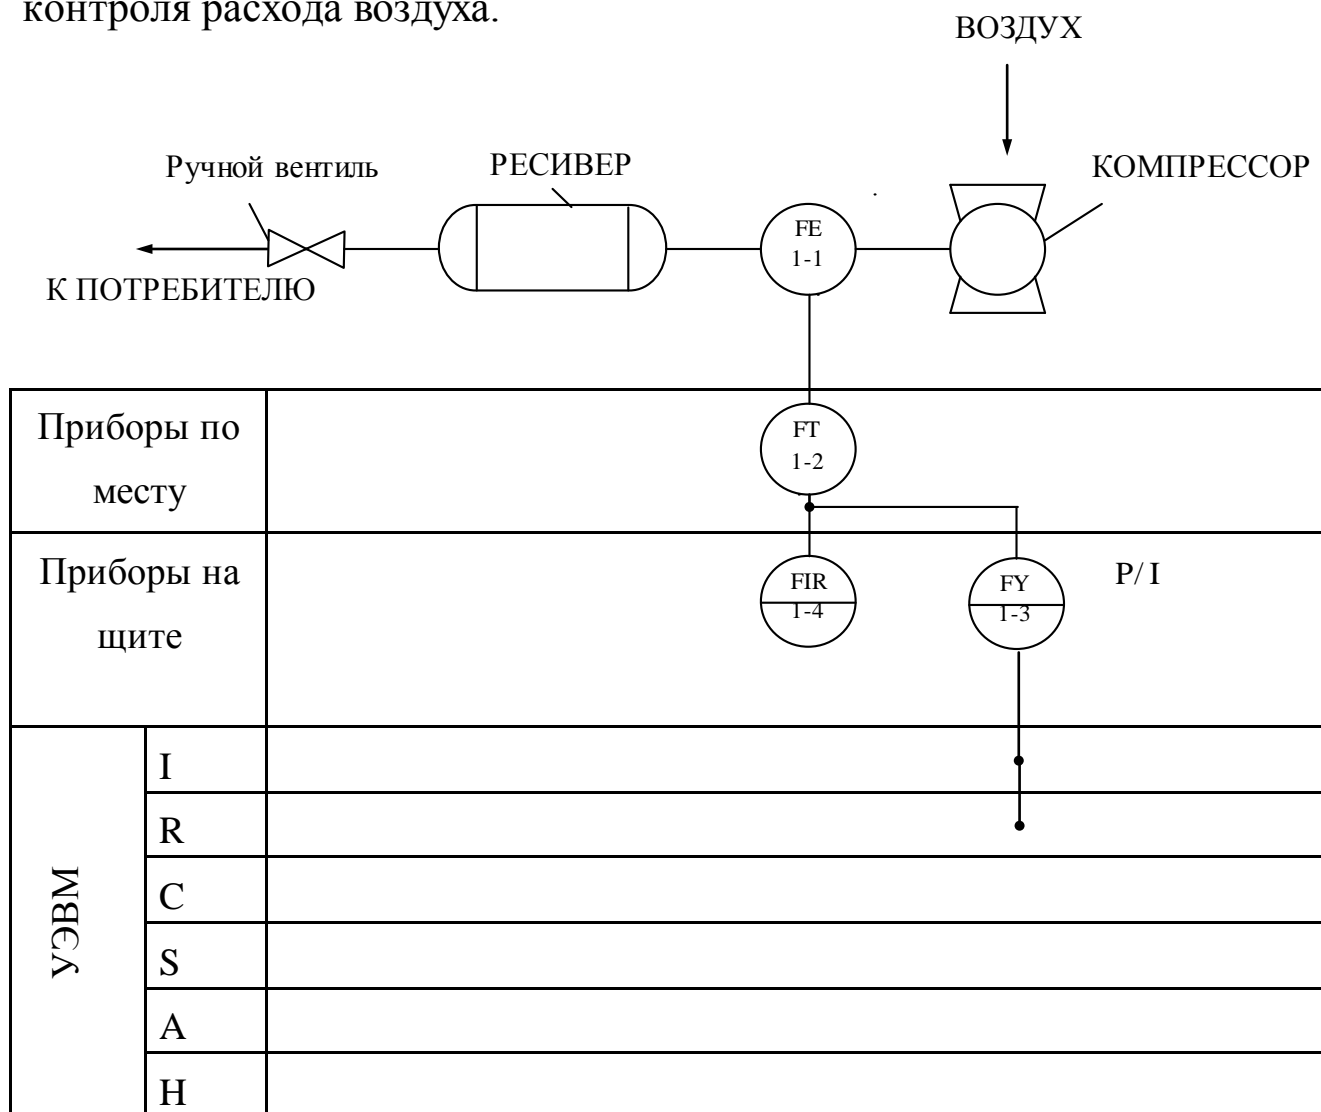 контроля расхода воздуха.
ВОЗДУХ
Ручной вентиль
РЕСИВЕР
КОМПРЕССОР
FE
1-1
К ПОТРЕБИТЕЛЮ
Приборы по
месту
FT
1-2
Приборы на
щите
FIR
1-4
FY
1-3
P/I
УЭВМ
I
R
C
S
A
H